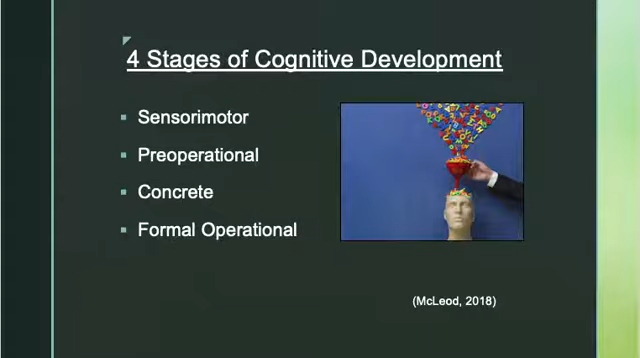 4 Stages of Cognitive Development
Sensorimotor
Preoperational
Concrete
Formal Operational
(McLeod, 2018)